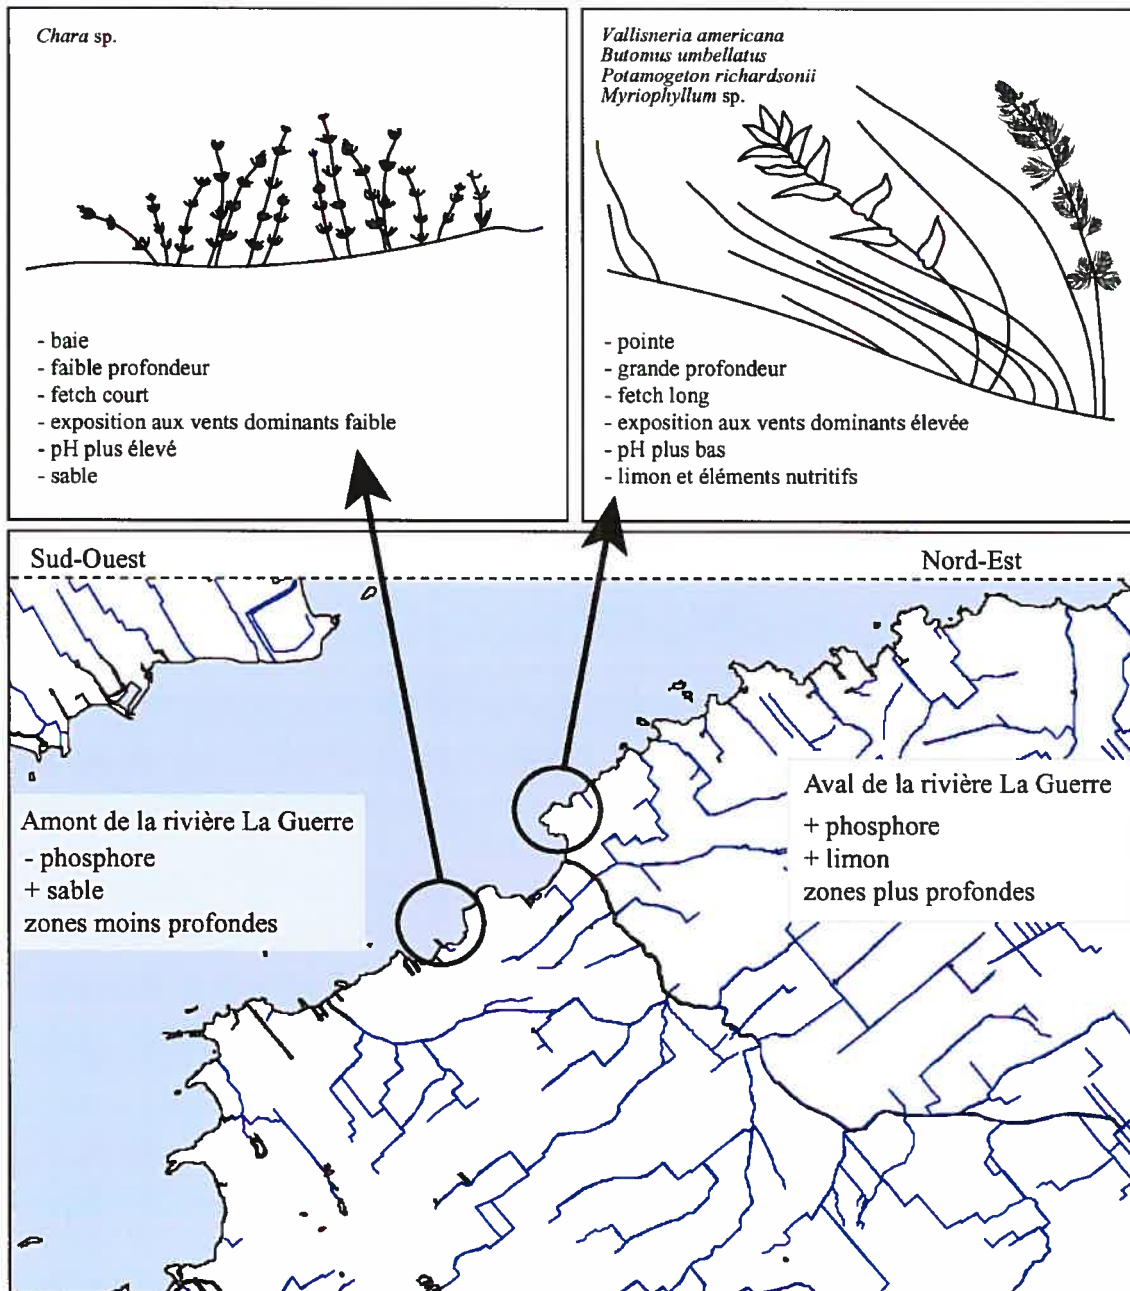 Chara sp.
- baie
- faible profondeur
- fetch court
- exposition aux vents dominants faible
- pH plus élevé
- sable
Vallisneria americana
Butomus umbellatus
Potamogeton richardsonii
Myriophyllum sp.
- pointe
- grande profondeur
- fetch long
- exposition aux vents dominants élevée
- pH plus bas
- limon et éléments nutritifs
Sud-Ouest
Nord-Est
Amont de la rivière La Guerre
- phosphore
+ sable
zones moins profondes
Aval de la rivière La Guerre
+ phosphore
+ limon
zones plus profondes